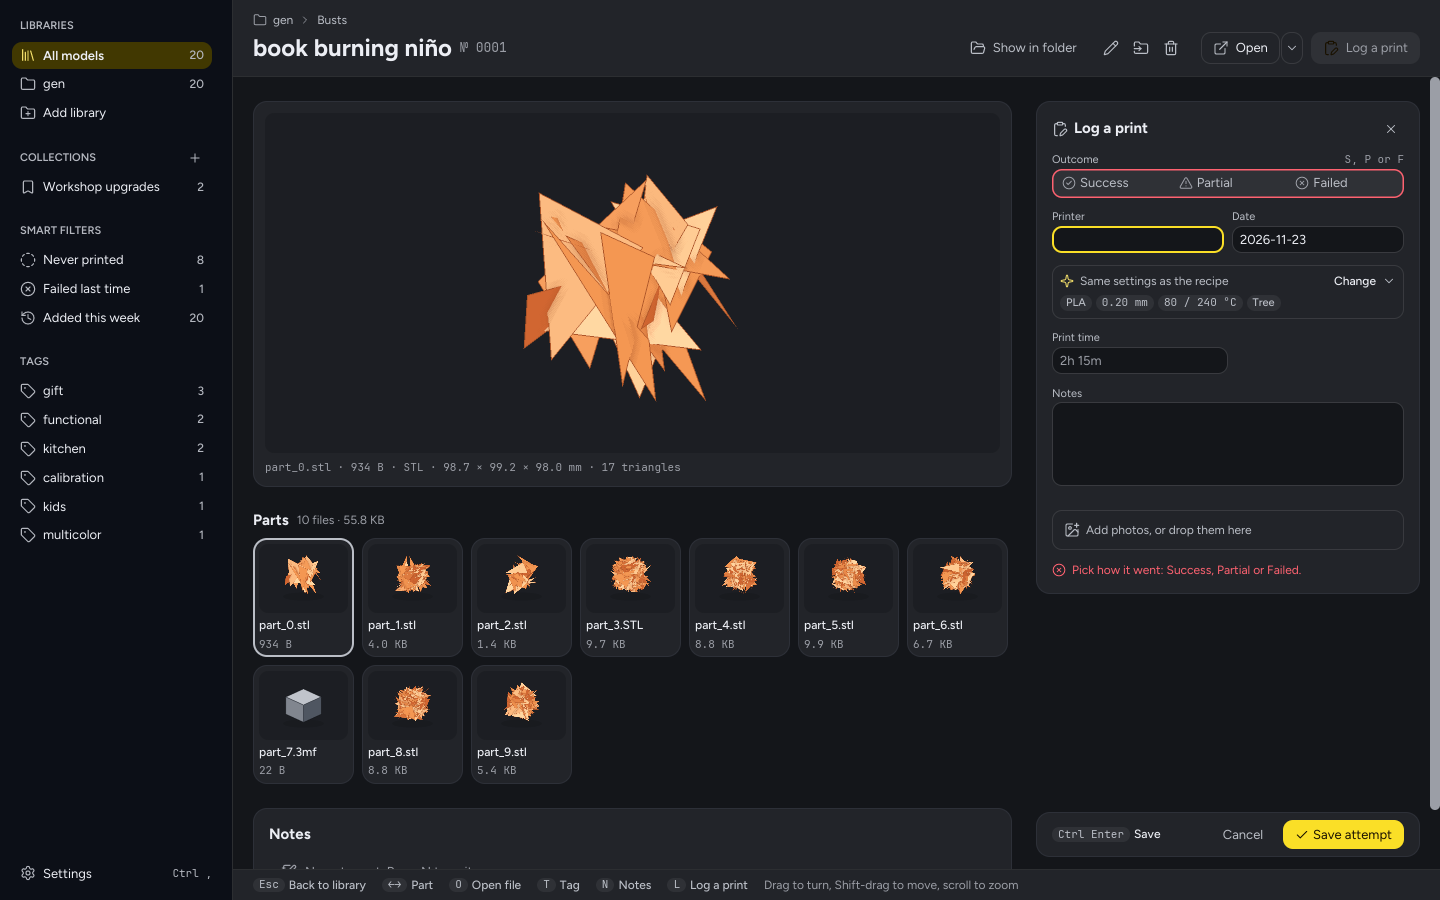 LIBRARIES
All models 20
gen 20
Add library
COLLECTIONS
Workshop upgrades 2
SMART FILTERS
Never printed 8
Failed last time 1
Added this week 20
TAGS
gift 3
functional 2
kitchen 2
calibration 1
kids 1
multicolor 1
Settings Ctrl ,
gen > Busts
book burning niño № 0001
Show in folder
Open
Log a print
part_0.stl · 934 B · STL · 98.7 × 99.2 × 98.0 mm · 17 triangles
Parts 10 files · 55.8 KB
part_0.stl
934 B
part_1.stl
4.0 KB
part_2.stl
1.4 KB
part_3.STL
9.7 KB
part_4.stl
8.8 KB
part_5.stl
9.9 KB
part_6.stl
6.7 KB
part_7.3mf
22 B
part_8.stl
8.8 KB
part_9.stl
5.4 KB
Notes
Log a print
Outcome S, P or F
Success Partial Failed
Printer Date
2026-11-23
Same settings as the recipe Change
PLA 0.20 mm 80 / 240 °C Tree
Print time
2h 15m
Notes
Add photos, or drop them here
Pick how it went: Success, Partial or Failed.
Ctrl Enter Save Cancel Save attempt
Esc Back to library ↔ Part O Open file T Tag N Notes L Log a print Drag to turn, Shift-drag to move, scroll to zoom